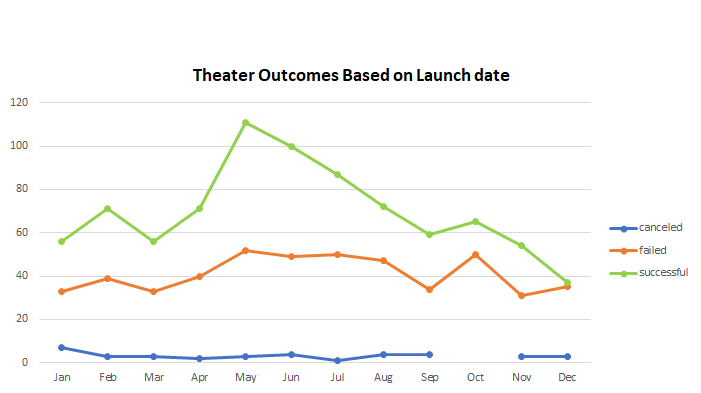 Theater Outcomes Based on Launch date
120
100
80
60
40
20
0
Jan Feb Mar Apr May Jun Jul Aug Sep Oct Nov Dec
canceled
failed
successful